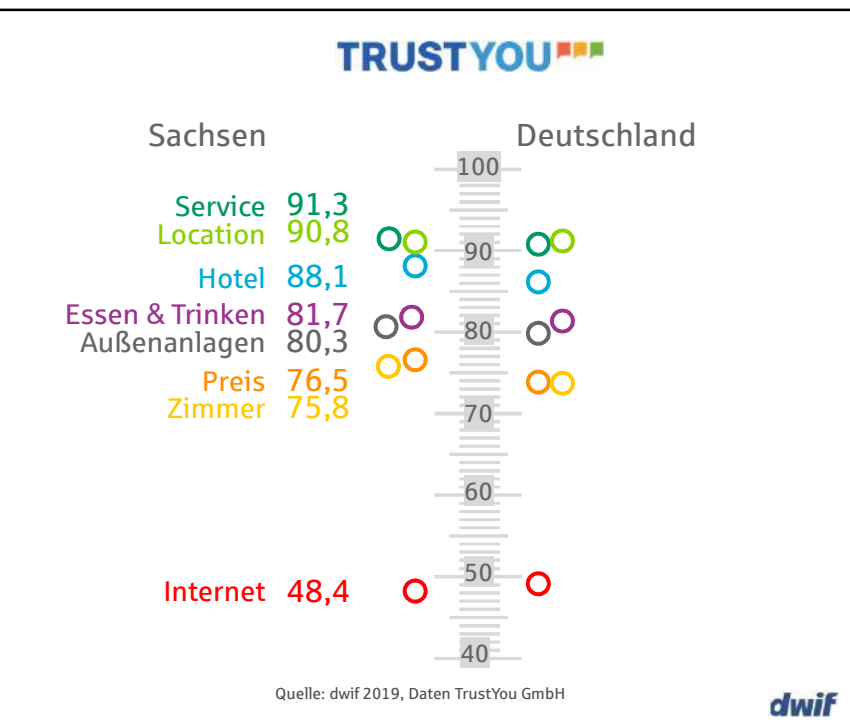 TRUSTYOU
Sachsen
Deutschland
Service 91,3
Location 90,8
Hotel 88,1
Essen & Trinken 81,7
Außenanlagen 80,3
Preis 76,5
Zimmer 75,8
Internet 48,4
100
90
80
70
60
50
40
Quelle: dwif 2019, Daten TrustYou GmbH
dwif